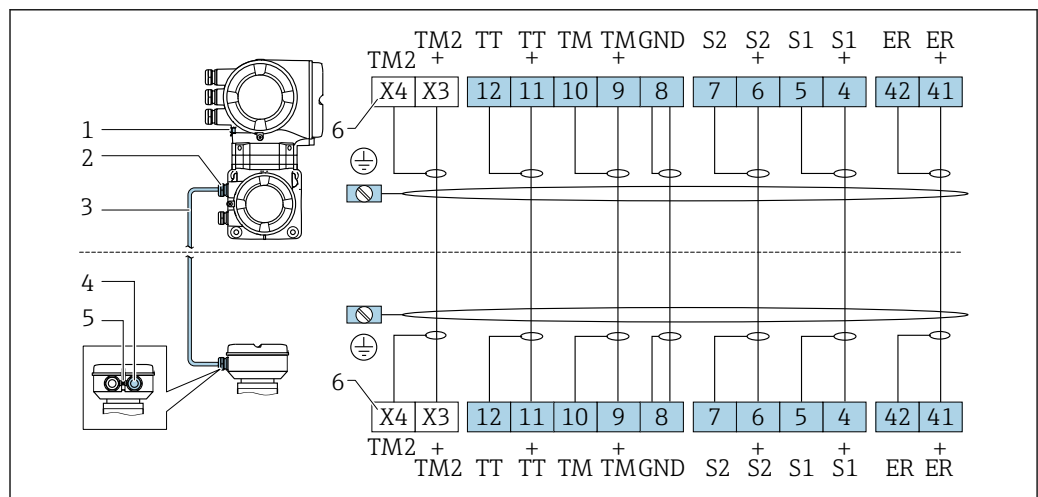 TM2 TT TT TM TM GND S2 S2 S1 S1 ER ER
TM2 + + + + + +
X4 X3 12 11 10 9 8 7 6 5 4 42 41
6
1
2
3
4
5
6
X4 X3 12 11 10 9 8 7 6 5 4 42 41
TM2 + + + + + +
TM2 TT TT TM TM GND S2 S2 S1 S1 ER ER